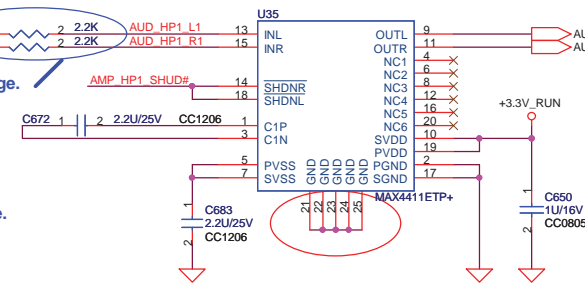 U35
2 2.2K AUD_HP1_L1 13 INL OUTL 9
2 2.2K AUD_HP1_R1 15 INR OUTR 11
NC1 4
NC2 6
ge. AMP_HP1_SHUD# 14 SHDNR NC3 8
18 SHDNL NC4 12
NC5 16
+3.3V_RUN
C672 1 2 2.2U/25V CC1206 1 C1P NC6 20
3 C1N SVDD 10
PVDD 19
5 PVSS PGND 2
7 SVSS SGND 17
GND GND GND GND GND
21 22 23 24 25
MAX4411ETP+
e.
1 C683
2.2U/25V
2 CC1206
1 C650
1U/16V
2 CC0805
AU
AU